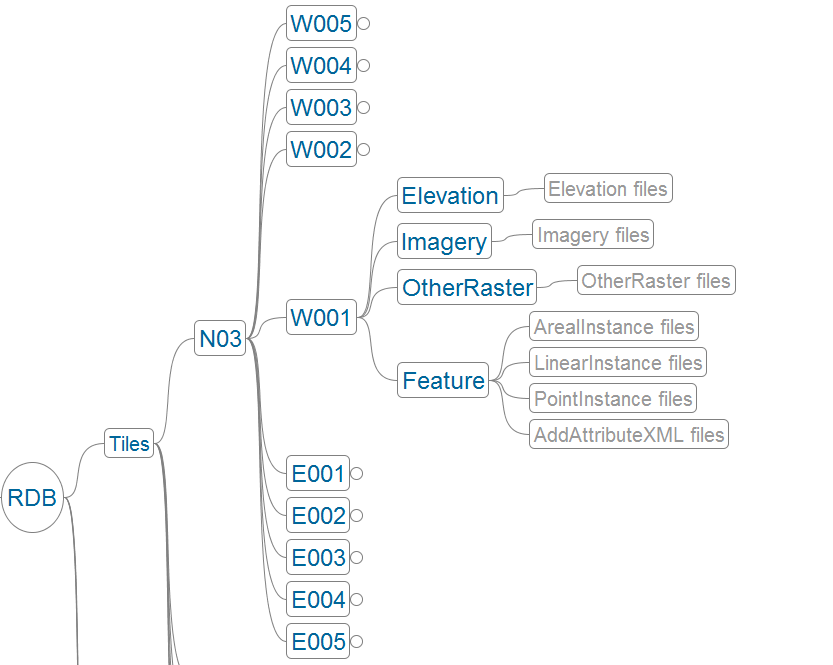 W005
W004
W003
W002
Elevation
Elevation files
Imagery
Imagery files
OtherRaster
OtherRaster files
W001
N03
ArealInstance files
LinearInstance files
Feature
PointInstance files
AddAttributeXML files
Tiles
RDB
E001
E002
E003
E004
E005